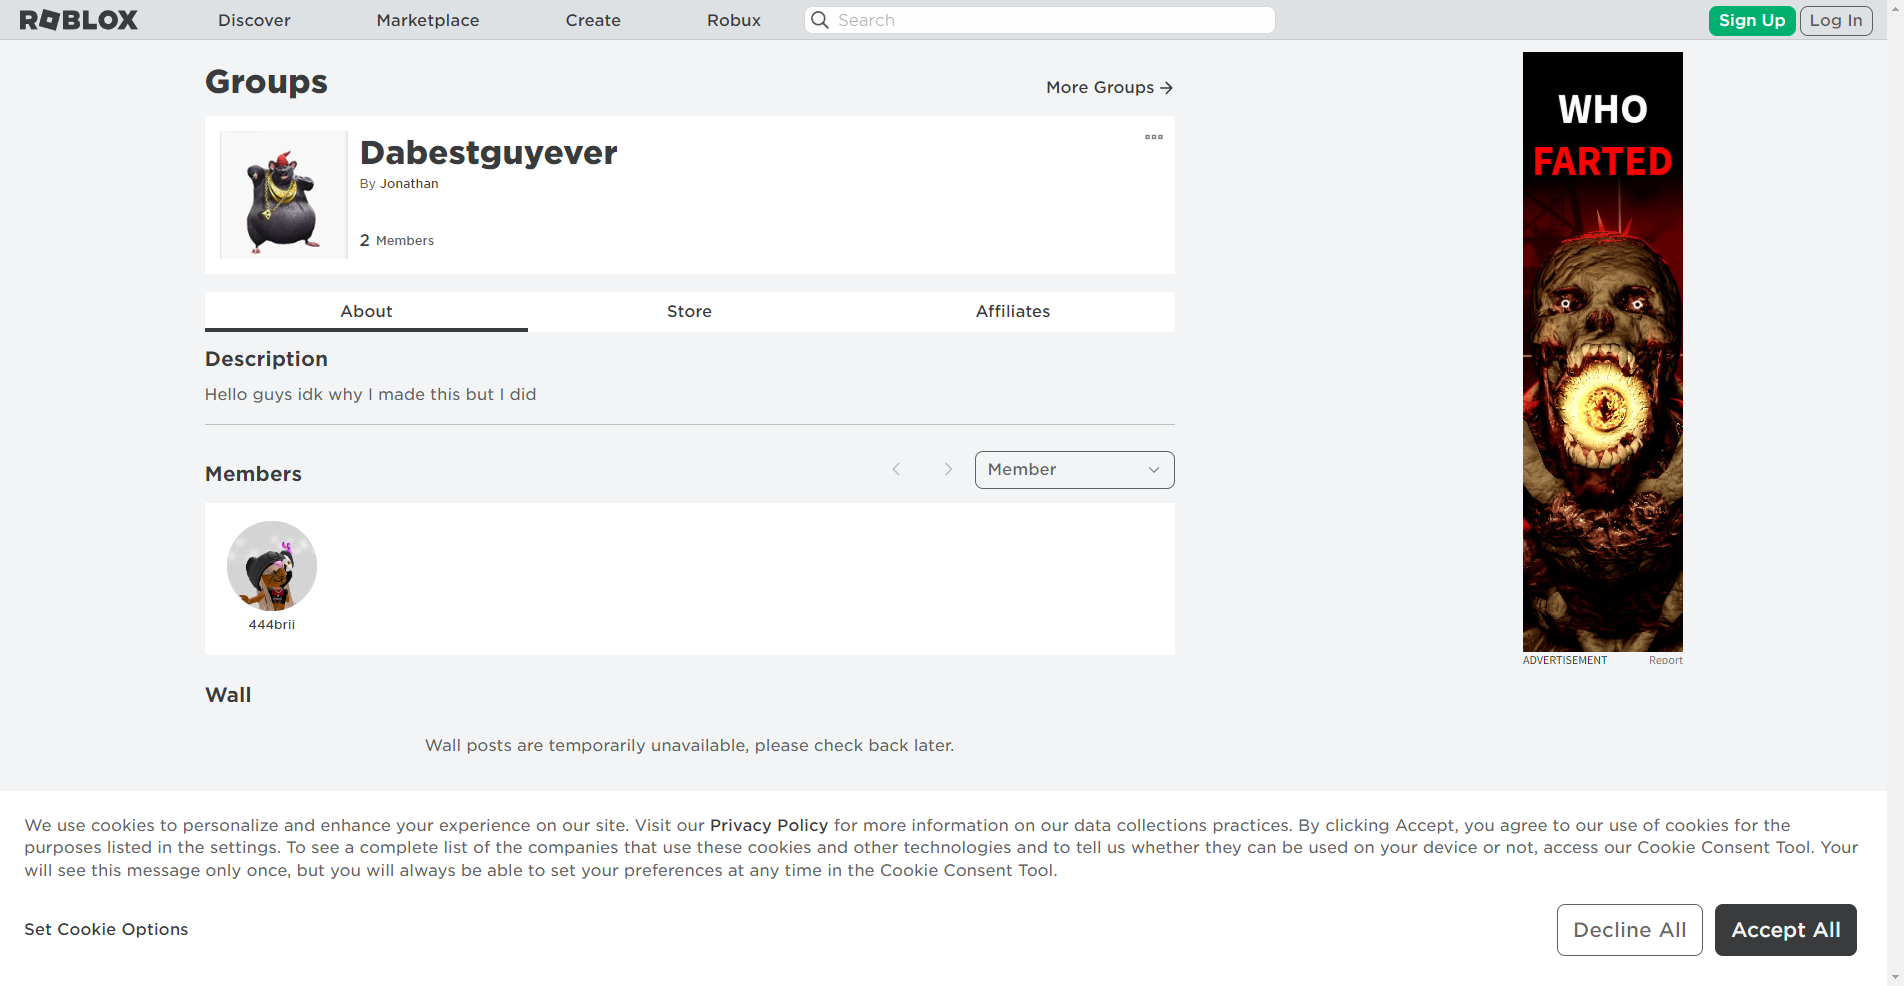 ROBLOX
Discover
Marketplace
Create
Robux
Search
Sign Up
Log In
Groups
More Groups
Dabestguyever
By Jonathan
2 Members
About
Store
Affiliates
Description
Hello guys idk why I made this but I did
Members
Member
444brii
Wall
Wall posts are temporarily unavailable, please check back later.
WHO
FARTED
ADVERTISEMENT
Report
We use cookies to personalize and enhance your experience on our site. Visit our Privacy Policy for more information on our data collections practices. By clicking Accept, you agree to our use of cookies for the
purposes listed in the settings. To see a complete list of the companies that use these cookies and other technologies and to tell us whether they can be used on your device or not, access our Cookie Consent Tool. Your
will see this message only once, but you will always be able to set your preferences at any time in the Cookie Consent Tool.
Set Cookie Options
Decline All
Accept All